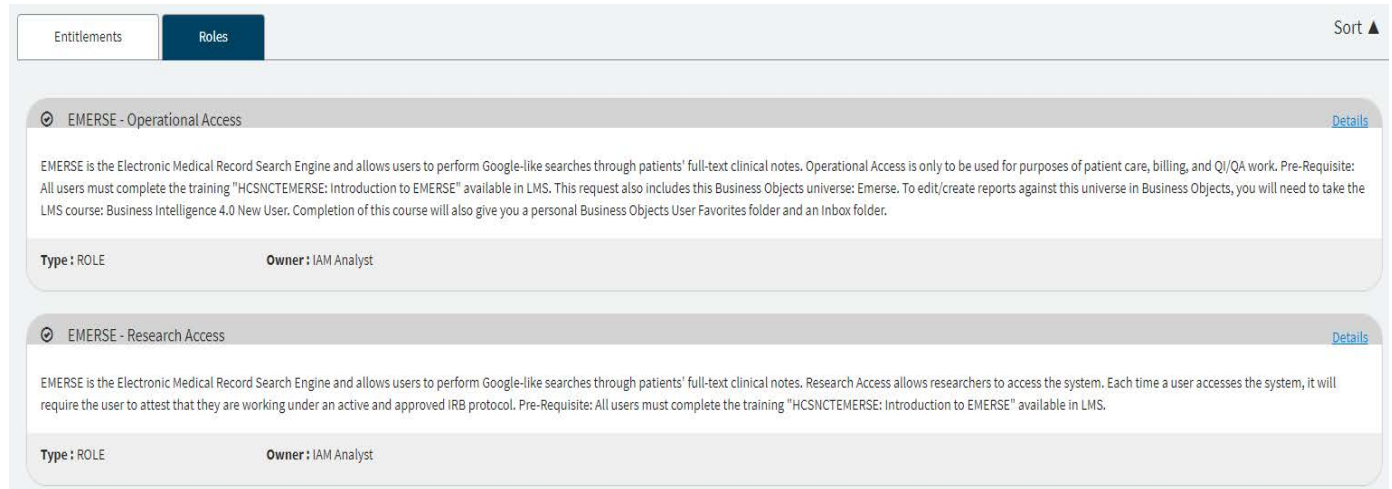 Entitlements
Roles
Sort ▲
EMERSE - Operational Access
Details
EMERSE is the Electronic Medical Record Search Engine and allows users to perform Google-like searches through patients' full-text clinical notes. Operational Access is only to be used for purposes of patient care, billing, and QI/QA work. Pre-Requisite:
All users must complete the training "HCSNCTEMERSE: Introduction to EMERSE" available in LMS. This request also includes this Business Objects universe: Emerse. To edit/create reports against this universe in Business Objects, you will need to take the
LMS course: Business Intelligence 4.0 New User. Completion of this course will also give you a personal Business Objects User Favorites folder and an Inbox folder.
Type : ROLE
Owner : IAM Analyst
EMERSE - Research Access
Details
EMERSE is the Electronic Medical Record Search Engine and allows users to perform Google-like searches through patients' full-text clinical notes. Research Access allows researchers to access the system. Each time a user accesses the system, it will
require the user to attest that they are working under an active and approved IRB protocol. Pre-Requisite: All users must complete the training "HCSNCTEMERSE: Introduction to EMERSE" available in LMS.
Type : ROLE
Owner : IAM Analyst